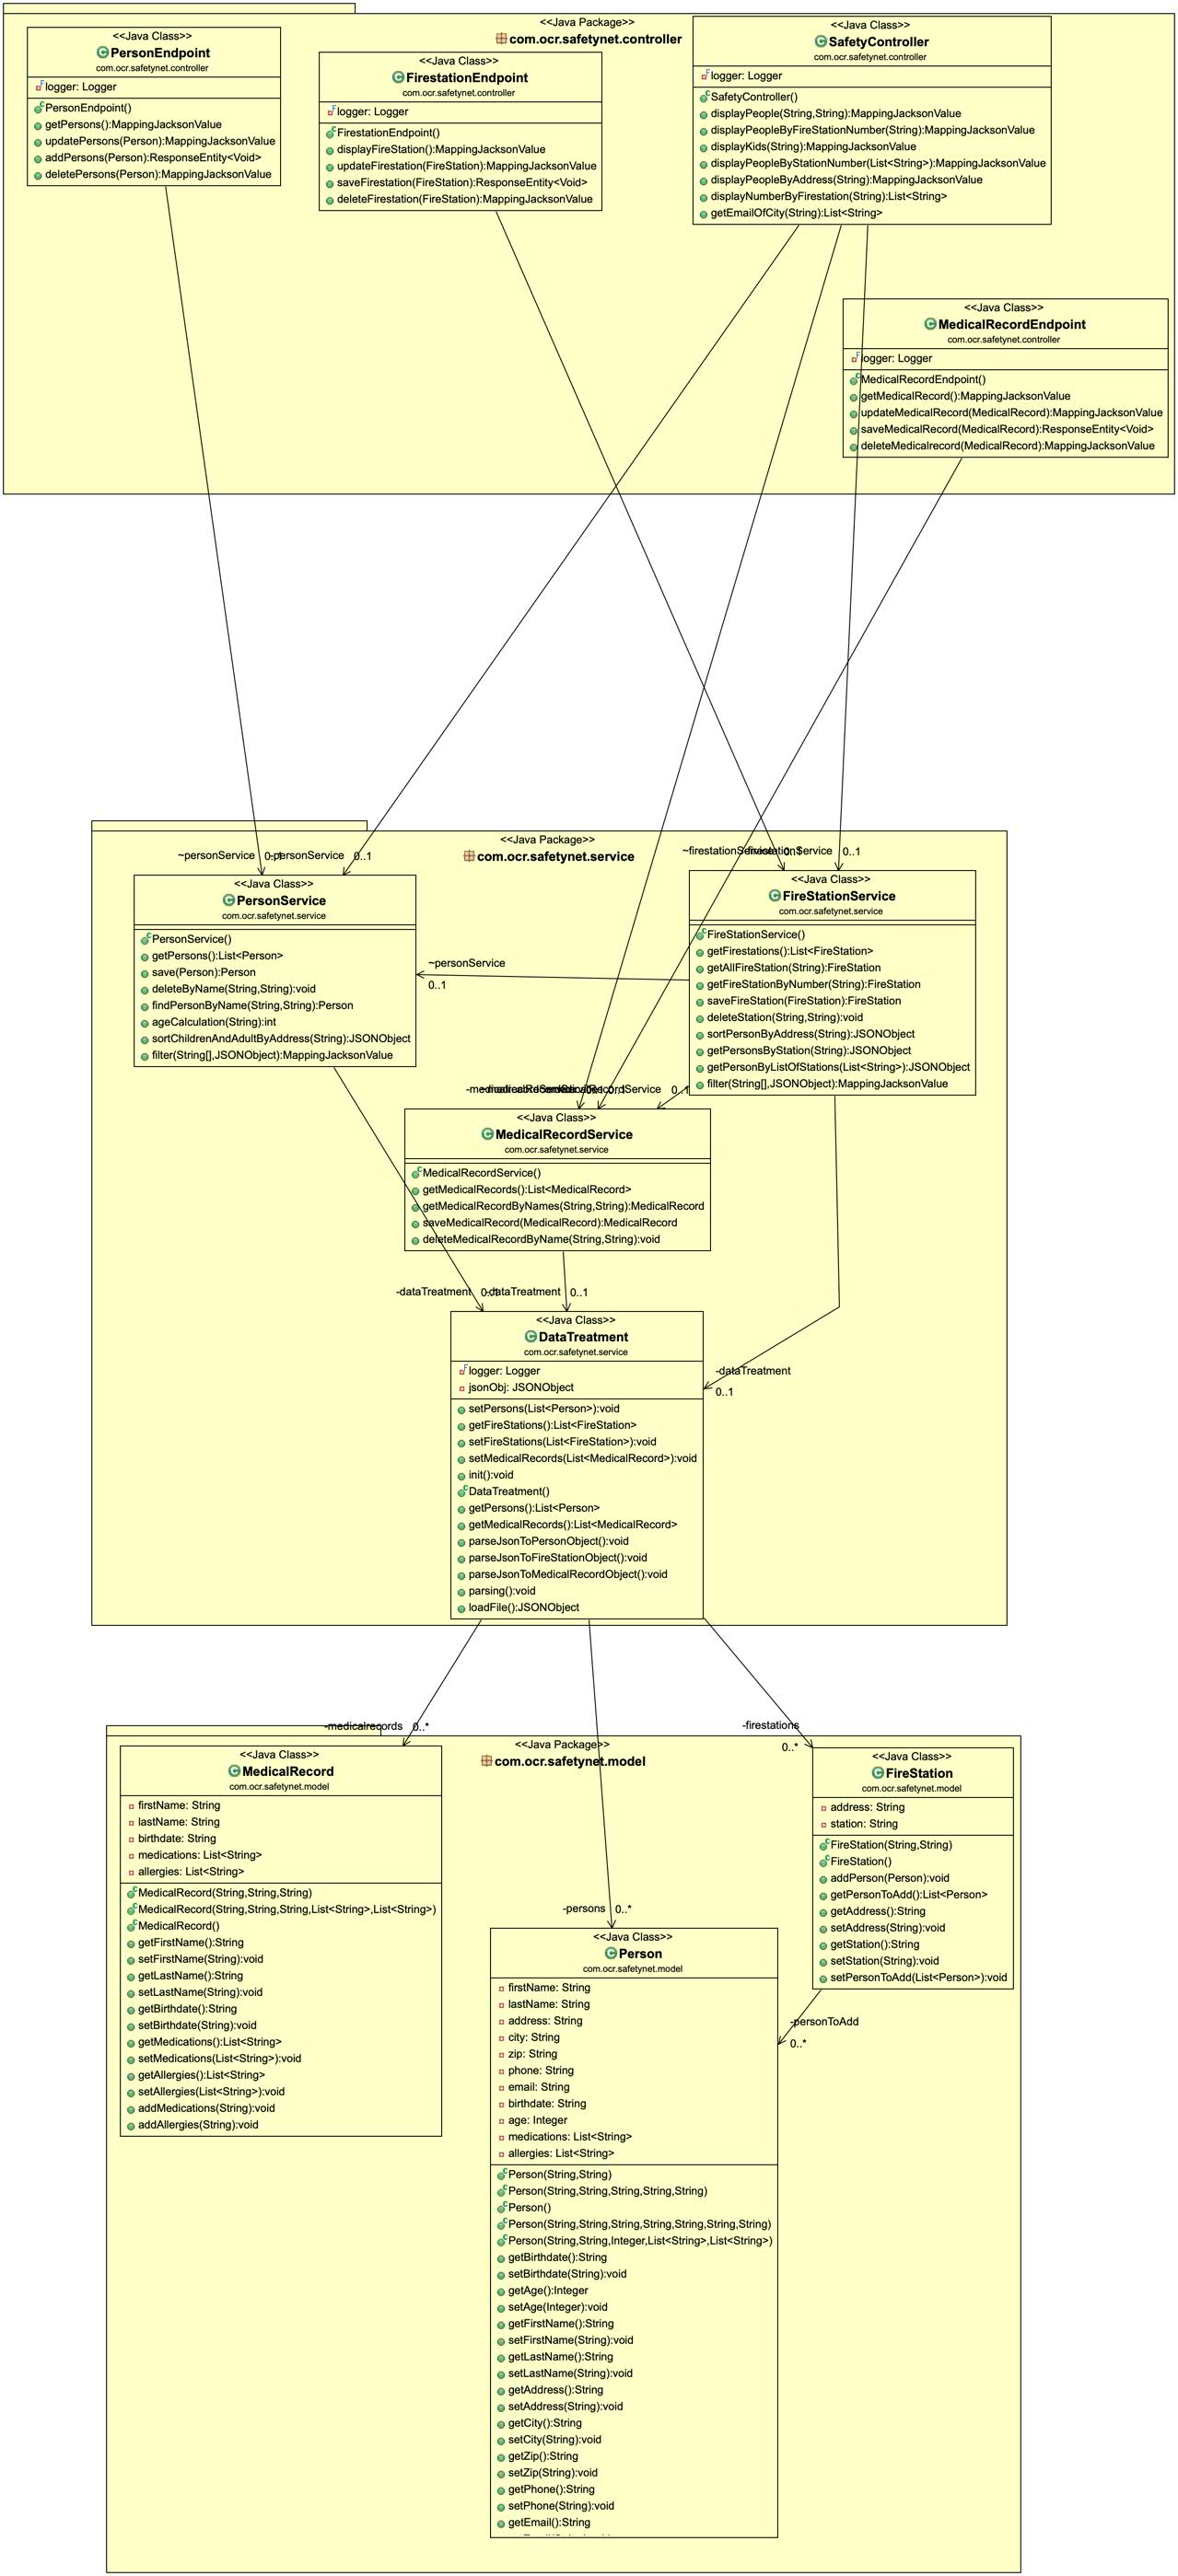 <<Java Package>>
com.ocr.safetynet.controller
<<Java Class>>
PersonEndpoint
com.ocr.safetynet.controller
logger: Logger
PersonEndpoint()
getPersons():MappingJacksonValue
updatePersons(Person):MappingJacksonValue
addPersons(Person):ResponseEntity<Void>
deletePersons(Person):MappingJacksonValue
<<Java Class>>
FirestationEndpoint
com.ocr.safetynet.controller
logger: Logger
FirestationEndpoint()
displayFireStation():MappingJacksonValue
updateFirestation(FireStation):MappingJacksonValue
saveFirestation(FireStation):ResponseEntity<Void>
deleteFirestation(FireStation):MappingJacksonValue
<<Java Class>>
SafetyController
com.ocr.safetynet.controller
logger: Logger
SafetyController()
displayPeople(String,String):MappingJacksonValue
displayPeopleByFireStationNumber(String):MappingJacksonValue
displayKids(String):MappingJacksonValue
displayPeopleByStationNumber(List<String>):MappingJacksonValue
displayPeopleByAddress(String):MappingJacksonValue
displayNumberByFirestation(String):List<String>
getEmailOfCity(String):List<String>
<<Java Class>>
MedicalRecordEndpoint
com.ocr.safetynet.controller
logger: Logger
MedicalRecordEndpoint()
getMedicalRecord():MappingJacksonValue
updateMedicalRecord(MedicalRecord):MappingJacksonValue
saveMedicalRecord(MedicalRecord):ResponseEntity<Void>
deleteMedicalrecord(MedicalRecord):MappingJacksonValue
<<Java Package>>
com.ocr.safetynet.service
~personService 0..1
~personService 0..1
~firestationService 0..1
0..1
<<Java Class>>
PersonService
com.ocr.safetynet.service
PersonService()
getPersons():List<Person>
save(Person):Person
deleteByName(String,String):void
findPersonByName(String,String):Person
ageCalculation(String):int
sortChildrenAndAdultByAddress(String):JSONObject
filter(String[],JSONObject):MappingJacksonValue
~personService
0..1
<<Java Class>>
FireStationService
com.ocr.safetynet.service
FireStationService()
getFirestations():List<FireStation>
getAllFireStation(String):FireStation
getFireStationByNumber(String):FireStation
saveFireStation(FireStation):FireStation
deleteStation(String,String):void
sortPersonByAddress(String):JSONObject
getPersonsByStation(String):JSONObject
getPersonByListOfStations(List<String>):JSONObject
filter(String[],JSONObject):MappingJacksonValue
0..1
<<Java Class>>
MedicalRecordService
com.ocr.safetynet.service
MedicalRecordService()
getMedicalRecords():List<MedicalRecord>
getMedicalRecordByNames(String,String):MedicalRecord
saveMedicalRecord(MedicalRecord):MedicalRecord
deleteMedicalRecordByName(String,String):void
-dataTreatment 0..1
-dataTreatment 0..1
-dataTreatment
0..1
<<Java Class>>
DataTreatment
com.ocr.safetynet.service
logger: Logger
jsonObj: JSONObject
setPersons(List<Person>):void
getFireStations():List<FireStation>
setFireStations(List<FireStation>):void
setMedicalRecords(List<MedicalRecord>):void
init():void
DataTreatment()
getPersons():List<Person>
getMedicalRecords():List<MedicalRecord>
parseJsonToPersonObject():void
parseJsonToFireStationObject():void
parseJsonToMedicalRecordObject():void
parsing():void
loadFile():JSONObject
-medicalrecords 0..*
-firestations
0..*
<<Java Package>>
com.ocr.safetynet.model
<<Java Class>>
MedicalRecord
com.ocr.safetynet.model
firstName: String
lastName: String
birthdate: String
medications: List<String>
allergies: List<String>
MedicalRecord(String,String,String)
MedicalRecord(String,String,String,List<String>,List<String>)
MedicalRecord()
getFirstName():String
setFirstName(String):void
getLastName():String
setLastName(String):void
getBirthdate():String
setBirthdate(String):void
getMedications():List<String>
setMedications(List<String>):void
getAllergies():List<String>
setAllergies(List<String>):void
addMedications(String):void
addAllergies(String):void
<<Java Class>>
FireStation
com.ocr.safetynet.model
address: String
station: String
FireStation(String,String)
FireStation()
addPerson(Person):void
getPersonToAdd():List<Person>
getAddress():String
setAddress(String):void
getStation():String
setStation(String):void
setPersonToAdd(List<Person>):void
-personToAdd
0..*
-persons 0..*
<<Java Class>>
Person
com.ocr.safetynet.model
firstName: String
lastName: String
address: String
city: String
zip: String
phone: String
email: String
birthdate: String
age: Integer
medications: List<String>
allergies: List<String>
Person(String,String)
Person(String,String,String,String,String)
Person()
Person(String,String,String,String,String,String,String)
Person(String,String,Integer,List<String>,List<String>)
getBirthdate():String
setBirthdate(String):void
getAge():Integer
setAge(Integer):void
getFirstName():String
setFirstName(String):void
getLastName():String
setLastName(String):void
getAddress():String
setAddress(String):void
getCity():String
setCity(String):void
getZip():String
setZip(String):void
getPhone():String
setPhone(String):void
getEmail():String